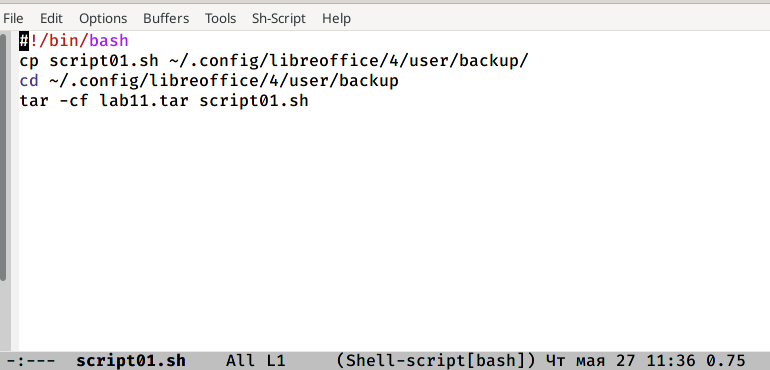 File Edit Options Buffers Tools Sh-Script Help
#!/bin/bash
cp script01.sh ~/.config/libreoffice/4/user/backup/
cd ~/.config/libreoffice/4/user/backup
tar -cf lab11.tar script01.sh
-:--- script01.sh All L1 (Shell-script[bash]) Чт мая 27 11:36 0.75